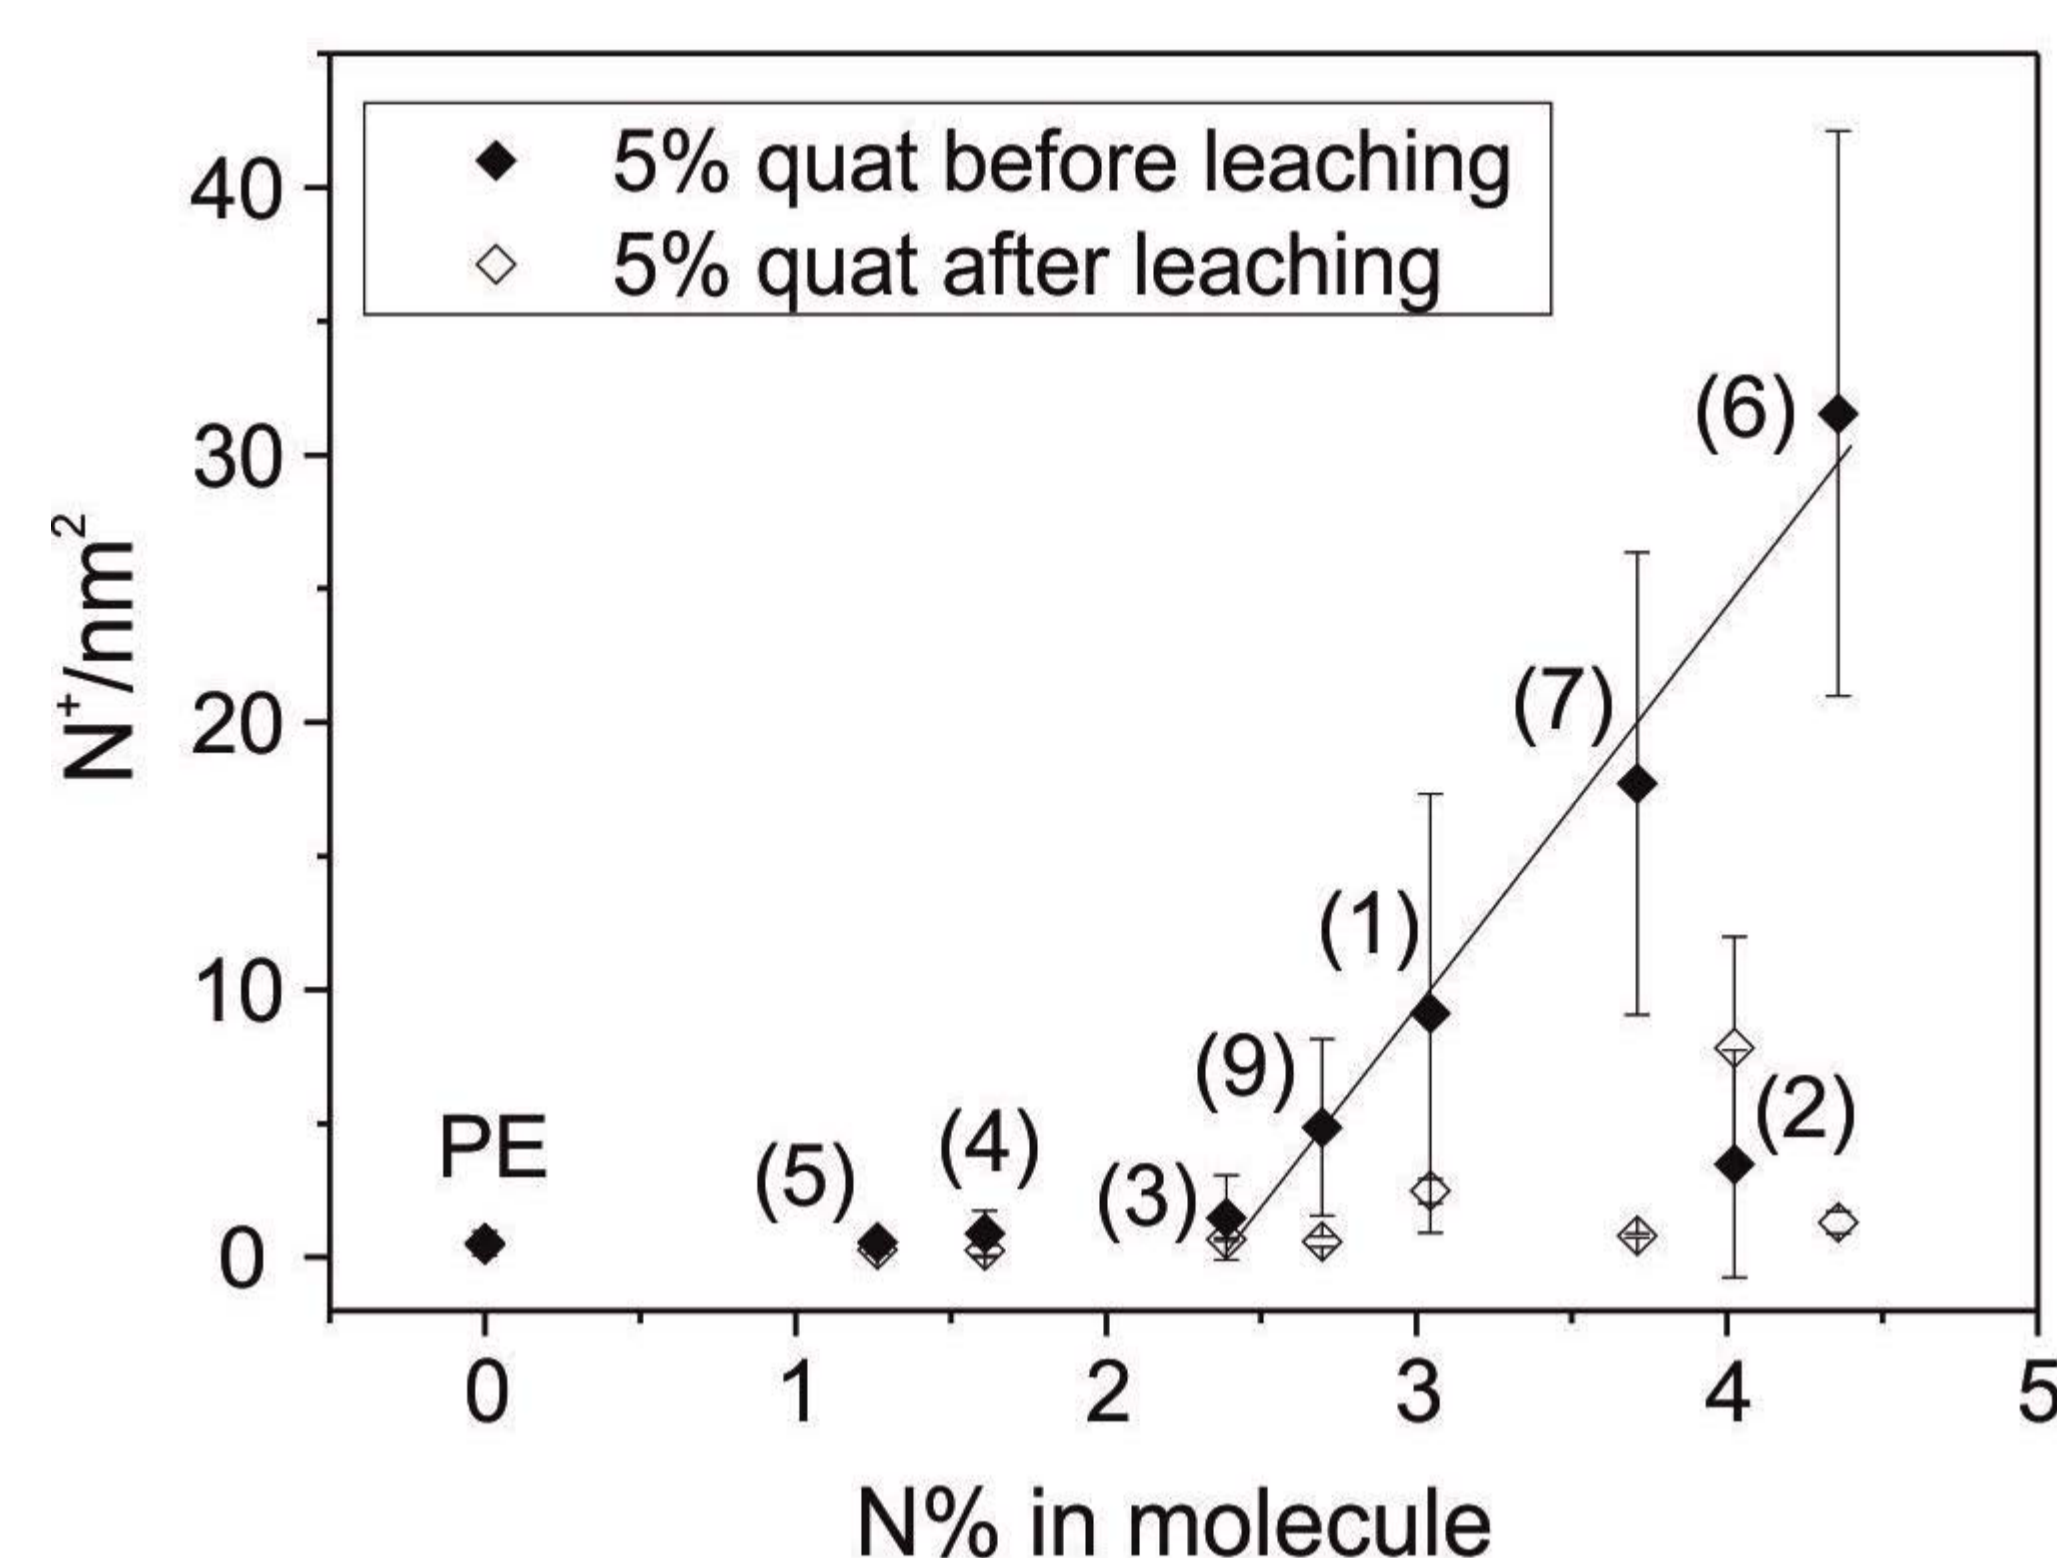 5% quat before leaching
5% quat after leaching
40
30
20
10
0
N⁺/nm²
(6)
(7)
(1)
(9)
(2)
PE
(5)
(4)
(3)
0 1 2 3 4 5
N% in molecule